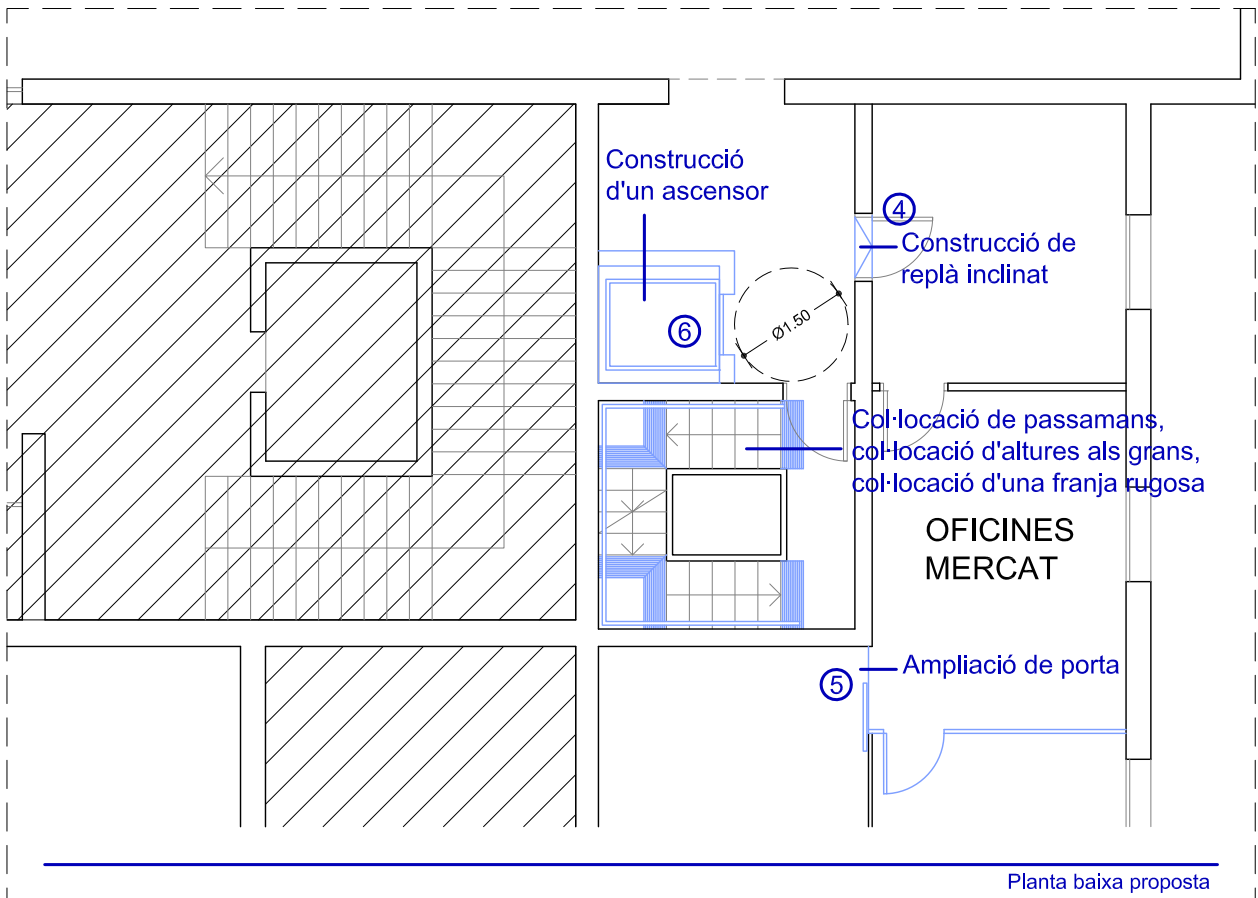 Construcció
d'un ascensor
4
Construcció de
replà inclinat
Ø1.50
6
Col·locació de passamans,
col·locació d'altures als grans,
col·locació d'una franja rugosa
OFICINES
MERCAT
Ampliació de porta
5
Planta baixa proposta